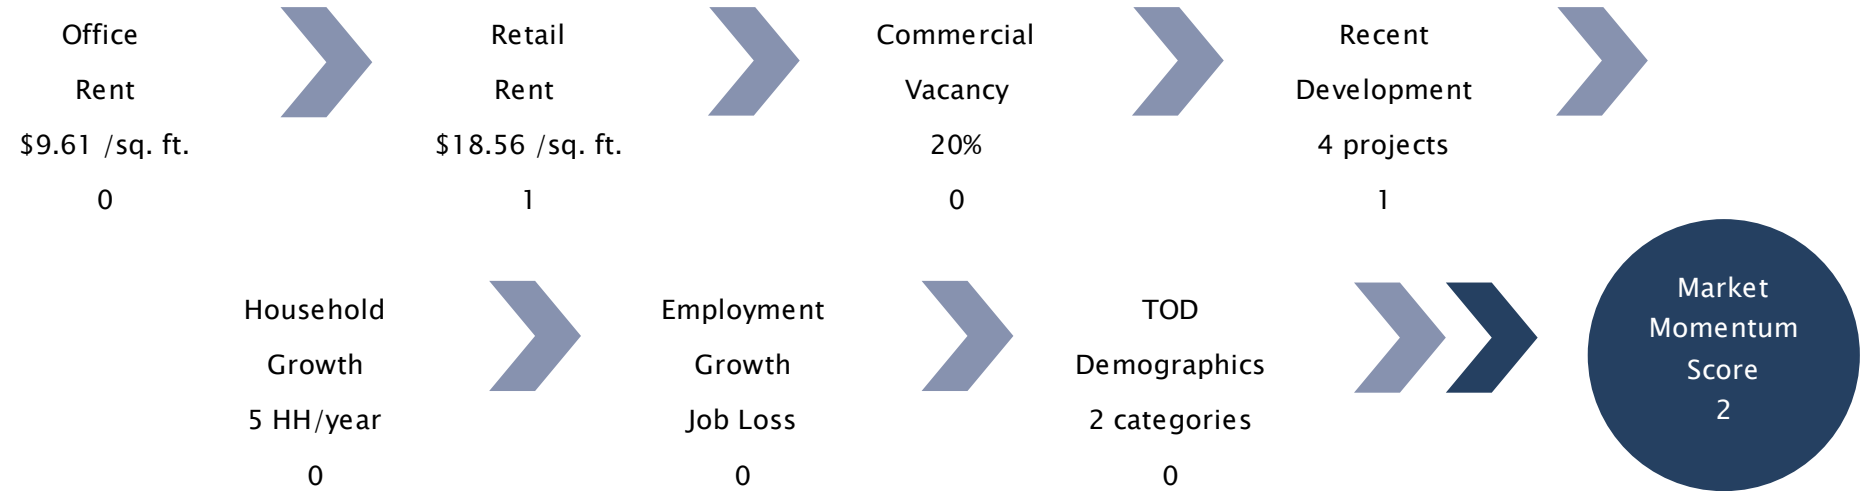 Office
Rent
$9.61 /sq. ft.
0
Retail
Rent
$18.56 /sq. ft.
1
Commercial
Vacancy
20%
0
Recent
Development
4 projects
1
Household
Growth
5 HH/year
0
Employment
Growth
Job Loss
0
TOD
Demographics
2 categories
0
Market
Momentum
Score
2